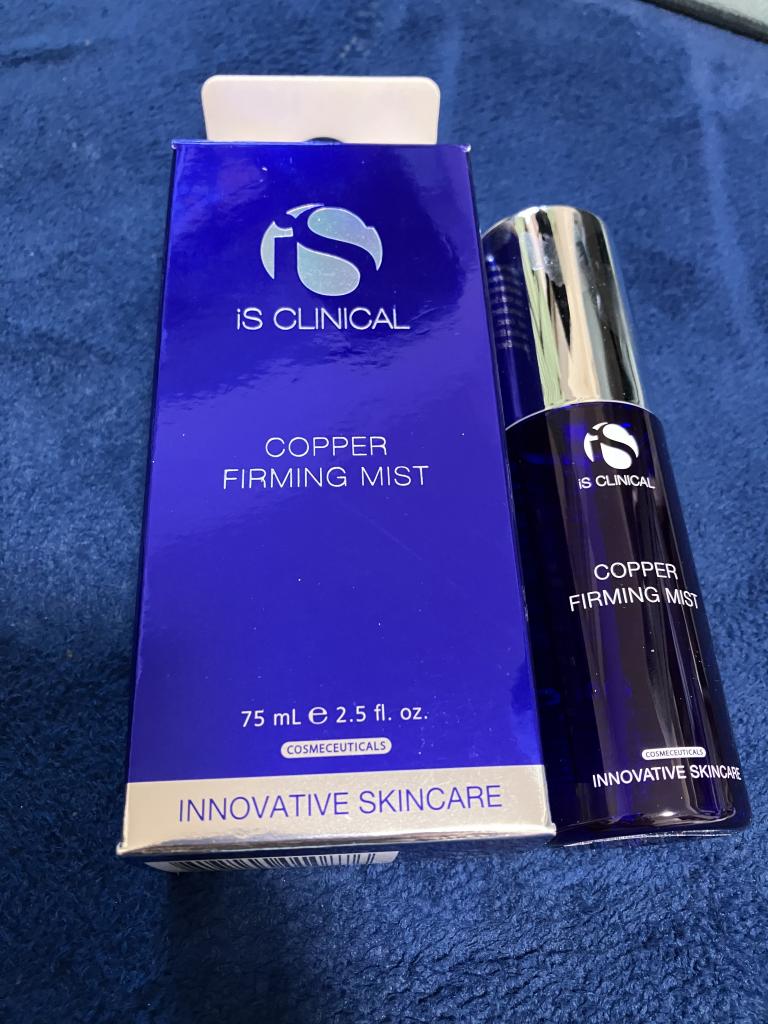 iS
iS CLINICAL
COPPER
FIRMING MIST
75 mL ℮ 2.5 fl. oz.
COSMECEUTICALS
INNOVATIVE SKINCARE
iS
iS CLINICAL
COPPER
FIRMING MIST
COSMECEUTICALS
INNOVATIVE SKINCARE